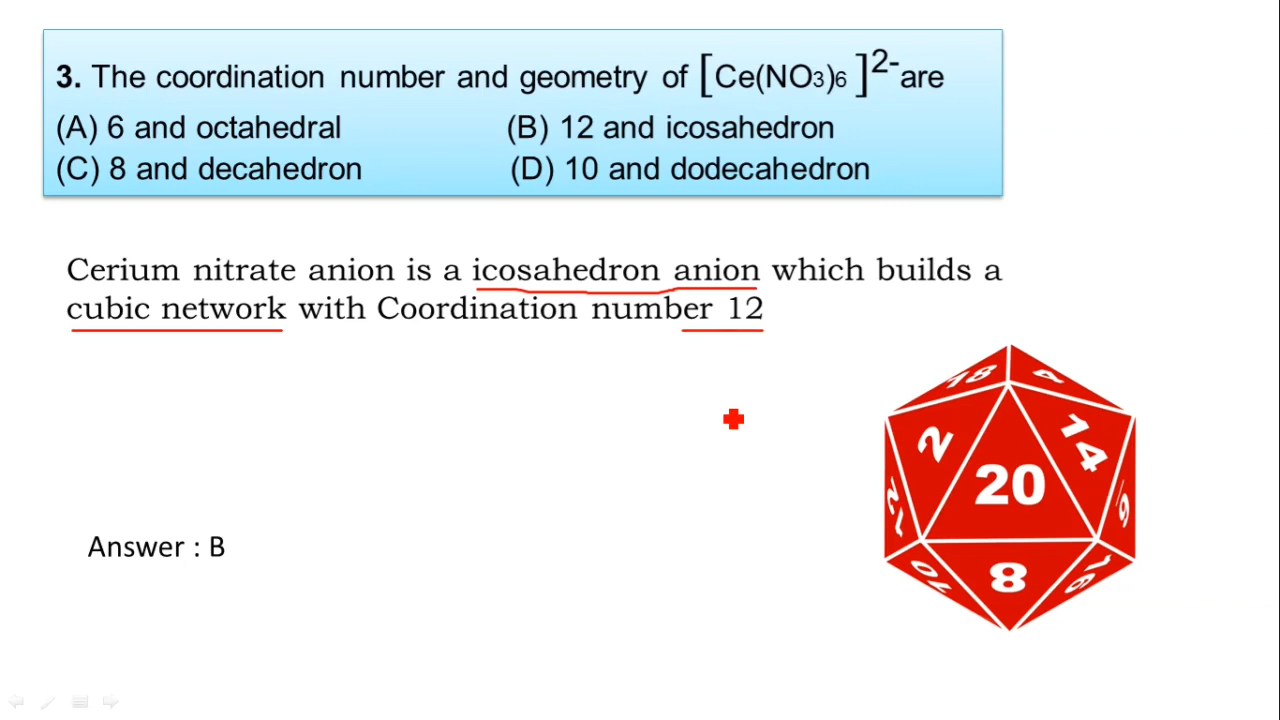 3. The coordination number and geometry of [Ce(NO3)6 ]2- are
(A) 6 and octahedral (B) 12 and icosahedron
(C) 8 and decahedron (D) 10 and dodecahedron
Cerium nitrate anion is a icosahedron anion which builds a
cubic network with Coordination number 12
18 4
2 14
20
8
Answer : B